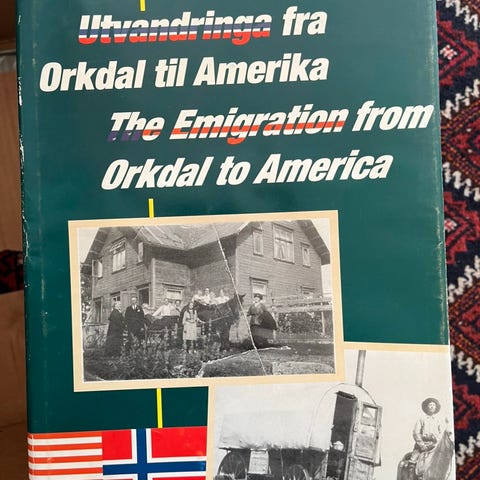 Utvandringa fra
Orkdal til Amerika
The Emigration from
Orkdal to America